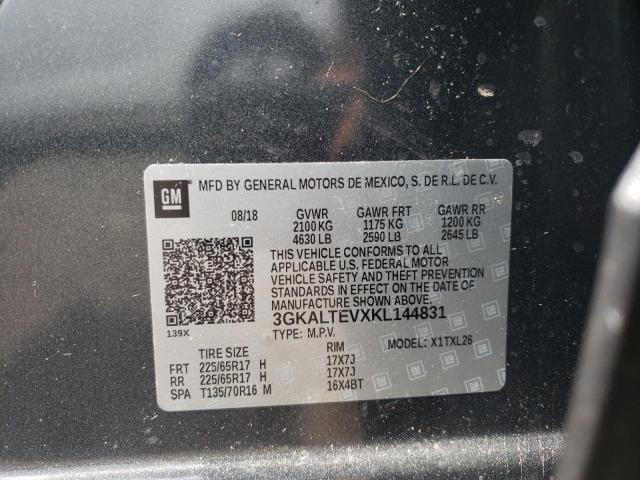 GM
MFD BY GENERAL MOTORS DE MEXICO, S. DE R.L. DE C.V.
08/18 GVWR GAWR FRT GAWR RR
2100 KG 1175 KG 1200 KG
4630 LB 2590 LB 2645 LB
THIS VEHICLE CONFORMS TO ALL
APPLICABLE U.S. FEDERAL MOTOR
VEHICLE SAFETY AND THEFT PREVENTION
STANDARDS IN EFFECT ON THE DATE OF
MANUFACTURE SHOWN ABOVE.
139X 3GKALTEVXKL144831
TYPE: M.P.V. MODEL: X1TXL26
TIRE SIZE RIM
FRT 225/65R17 H 17X7J
RR 225/65R17 H 17X7J
SPA T135/70R16 M 16X4BT